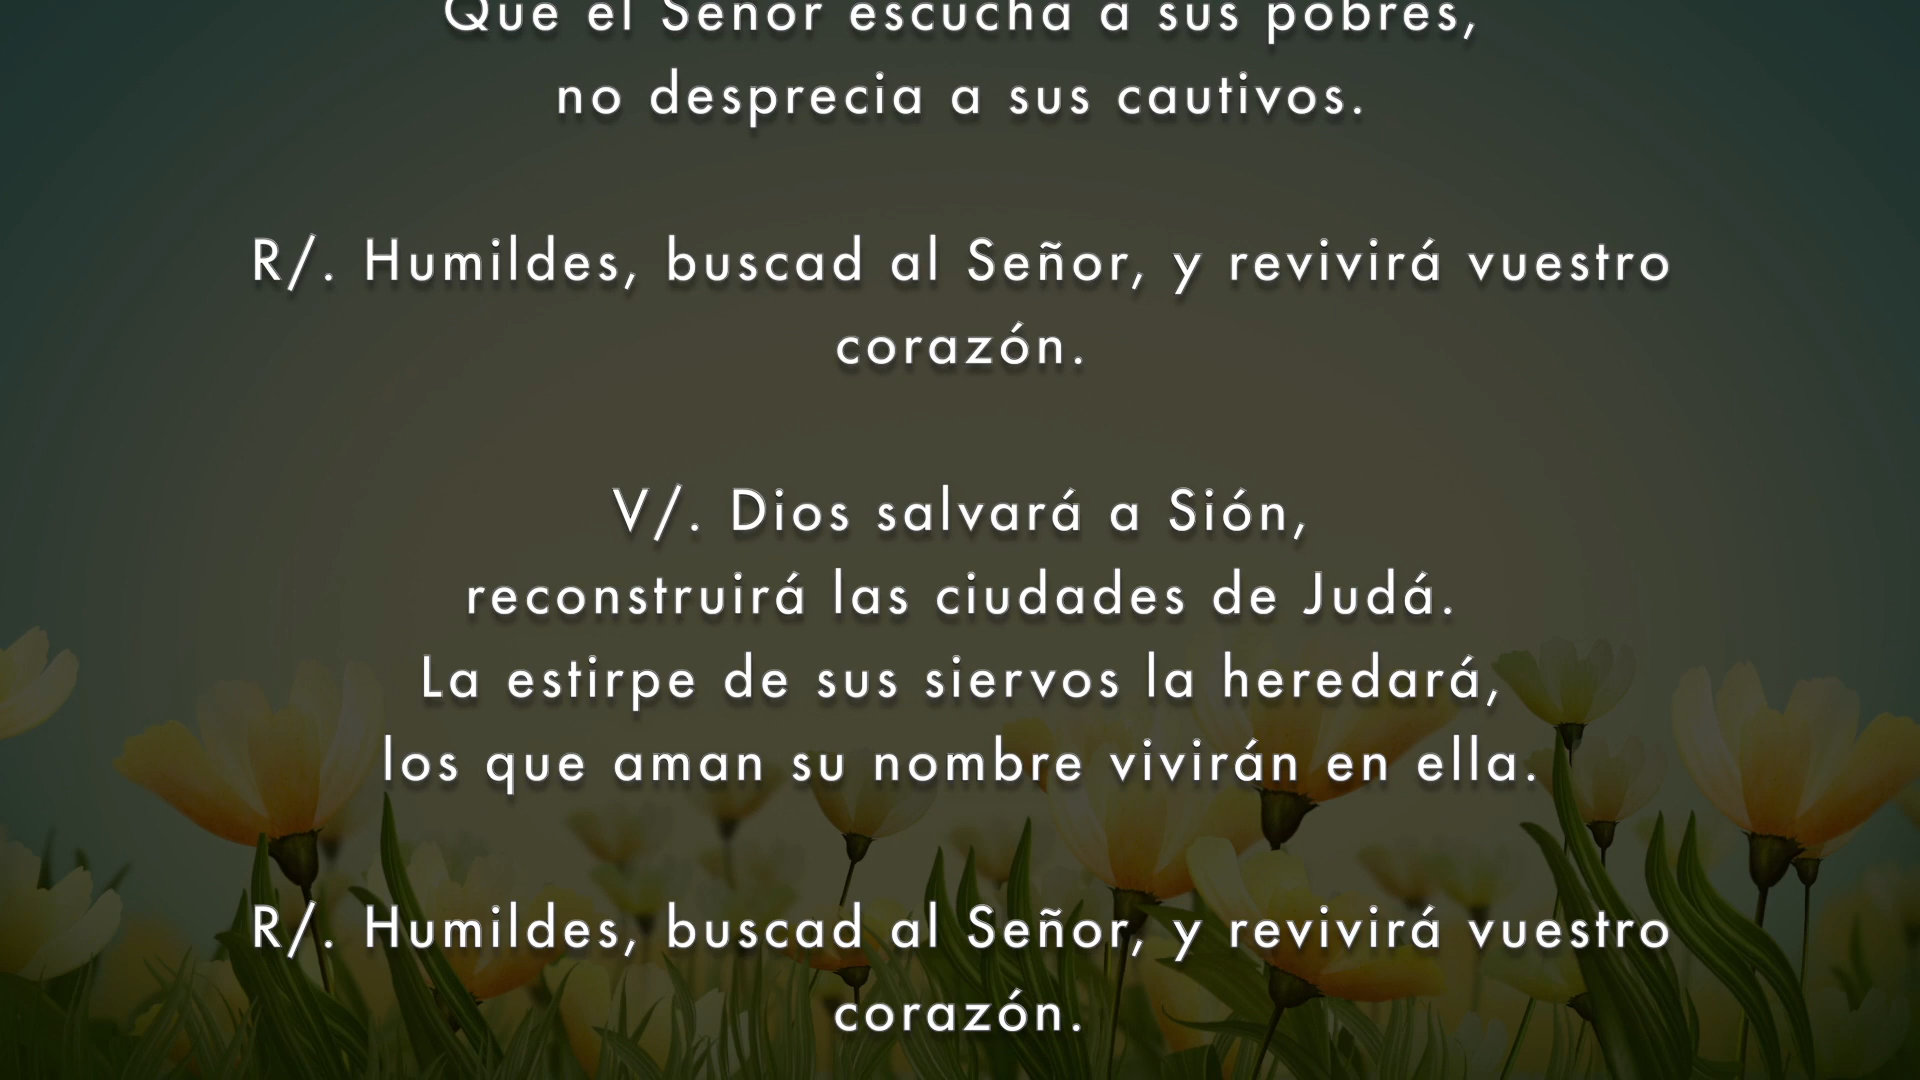 Que el Señor escucha a sus pobres,
no desprecia a sus cautivos.
R/. Humildes, buscad al Señor, y revivirá vuestro
corazón.
V/. Dios salvará a Sión,
reconstruirá las ciudades de Judá.
La estirpe de sus siervos la heredará,
los que aman su nombre vivirán en ella.
R/. Humildes, buscad al Señor, y revivirá vuestro
corazón.